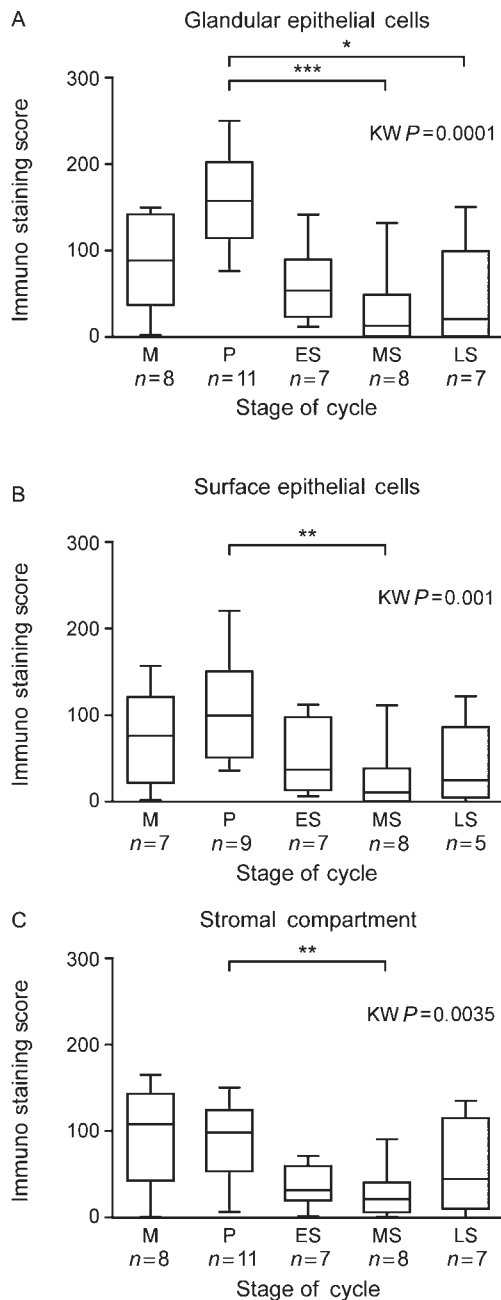 A
Glandular epithelial cells
*
***
KW P=0.0001
Immuno staining score
300
200
100
0
M P ES MS LS
n=8 n=11 n=7 n=8 n=7
Stage of cycle
B
Surface epithelial cells
**
KW P=0.001
Immuno staining score
300
200
100
0
M P ES MS LS
n=7 n=9 n=7 n=8 n=5
Stage of cycle
C
Stromal compartment
**
KW P=0.0035
Immuno staining score
300
200
100
0
M P ES MS LS
n=8 n=11 n=7 n=8 n=7
Stage of cycle